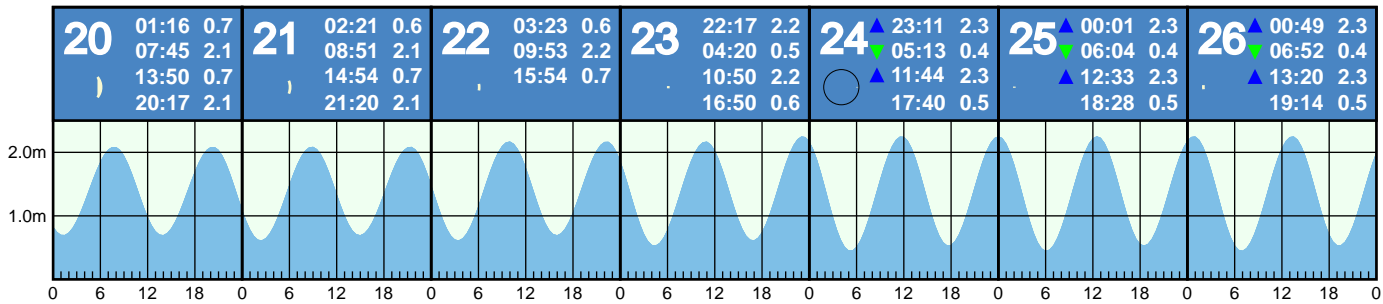 20
01:16 0.7
07:45 2.1
13:50 0.7
20:17 2.1
21
02:21 0.6
08:51 2.1
14:54 0.7
21:20 2.1
22
03:23 0.6
09:53 2.2
15:54 0.7
23
22:17 2.2
04:20 0.5
10:50 2.2
16:50 0.6
24
▲ 23:11 2.3
▼ 05:13 0.4
▲ 11:44 2.3
17:40 0.5
25
▲ 00:01 2.3
▼ 06:04 0.4
▲ 12:33 2.3
18:28 0.5
26
▲ 00:49 2.3
▼ 06:52 0.4
▲ 13:20 2.3
19:14 0.5
2.0m
1.0m
0 6 12 18 0 6 12 18 0 6 12 18 0 6 12 18 0 6 12 18 0 6 12 18 0 6 12 18 0